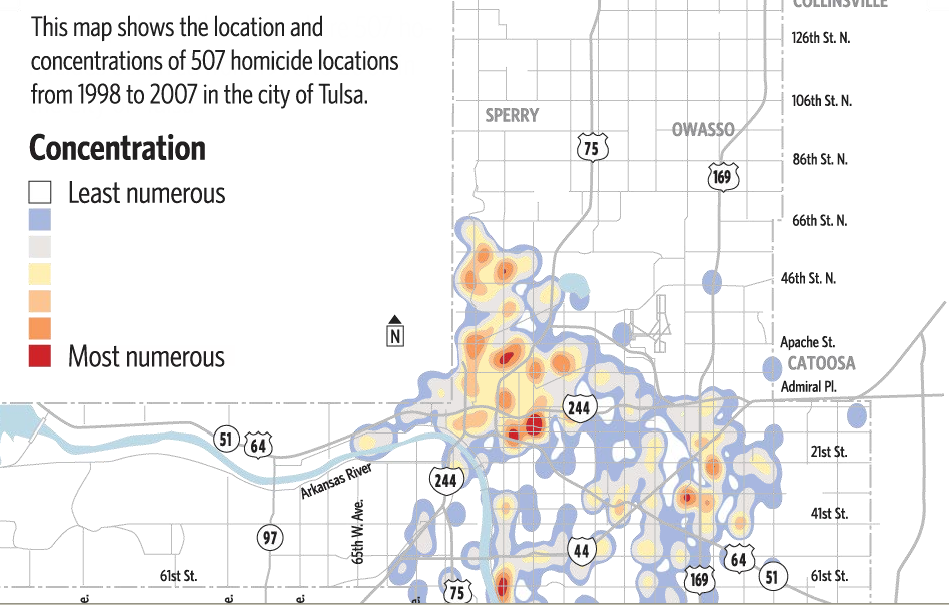 This map shows the location and
concentrations of 507 homicide locations
from 1998 to 2007 in the city of Tulsa.
Concentration
Least numerous
Most numerous
N
COLLINSVILLE
126th St. N.
106th St. N.
SPERRY
OWASSO
75
86th St. N.
169
66th St. N.
46th St. N.
Apache St.
CATOOSA
Admiral Pl.
244
51
64
21st St.
Arkansas River
244
65th W. Ave.
41st St.
97
44
64
61st St.
75
169
51
61st St.